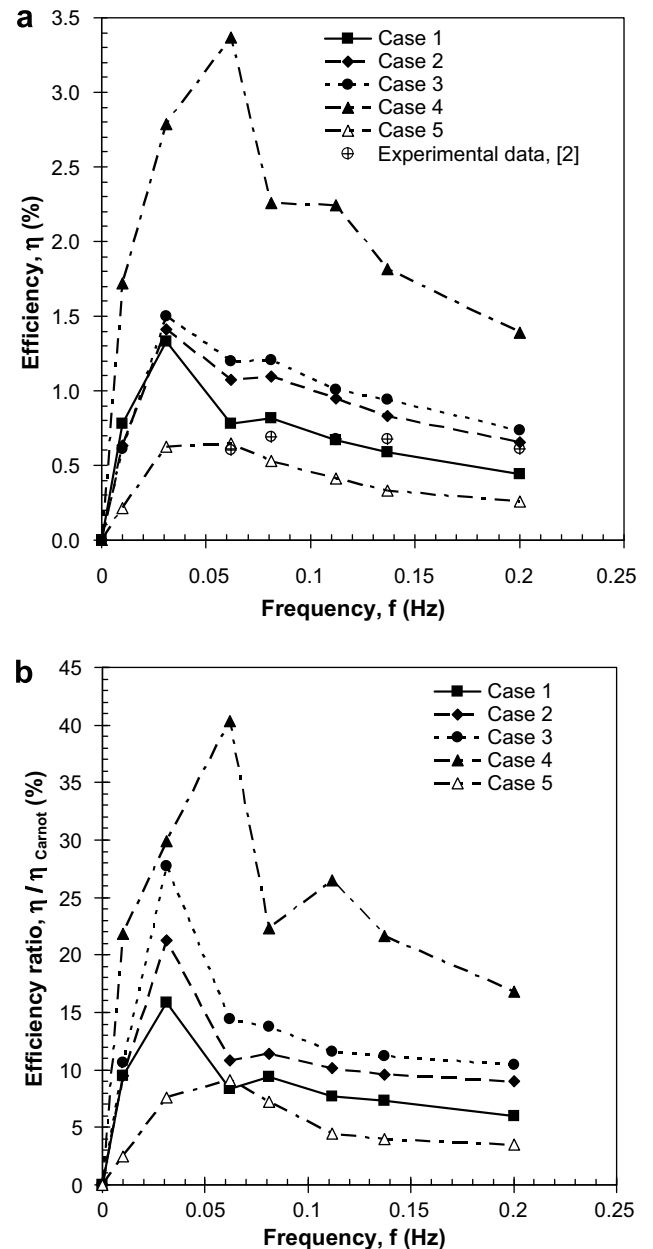 a
3.5
3.0
2.5
2.0
1.5
1.0
0.5
0.0
Efficiency, η (%)
Case 1
Case 2
Case 3
Case 4
Case 5
Experimental data, [2]
0 0.05 0.1 0.15 0.2 0.25
Frequency, f (Hz)
b
45
40
35
30
25
20
15
10
5
0
Efficiency ratio, η / η Carnot (%)
Case 1
Case 2
Case 3
Case 4
Case 5
0 0.05 0.1 0.15 0.2 0.25
Frequency, f (Hz)